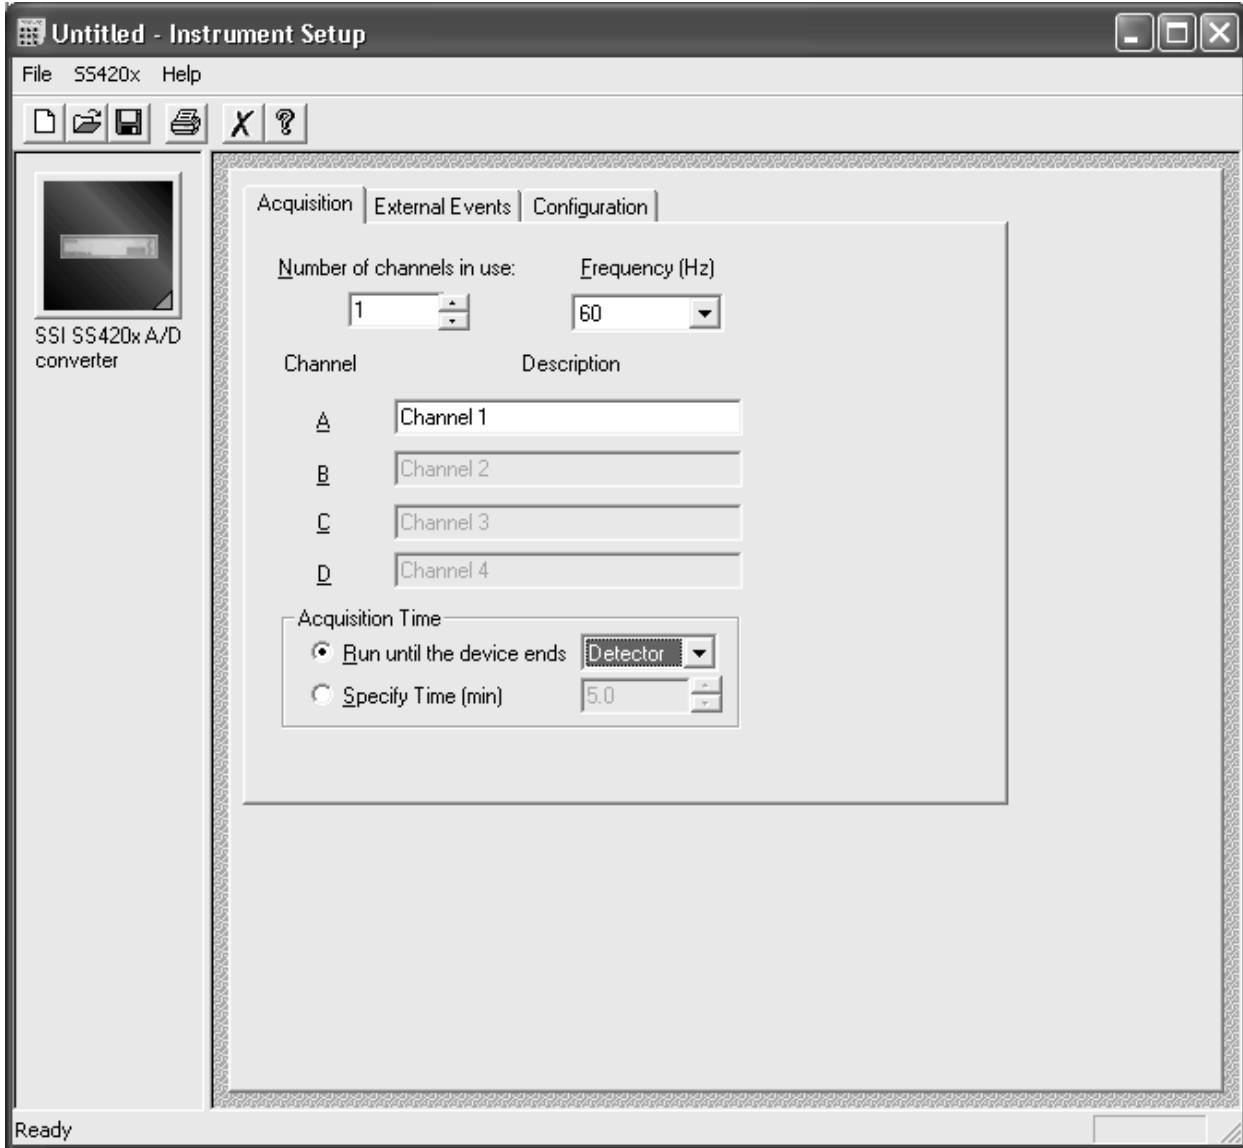 Untitled - Instrument Setup
File SS420x Help
SSI SS420x A/D
converter
Acquisition External Events Configuration
Number of channels in use: Frequency (Hz)
1 60
Channel Description
A Channel 1
B Channel 2
C Channel 3
D Channel 4
Acquisition Time
Run until the device ends Detector
Specify Time (min) 5.0
Ready